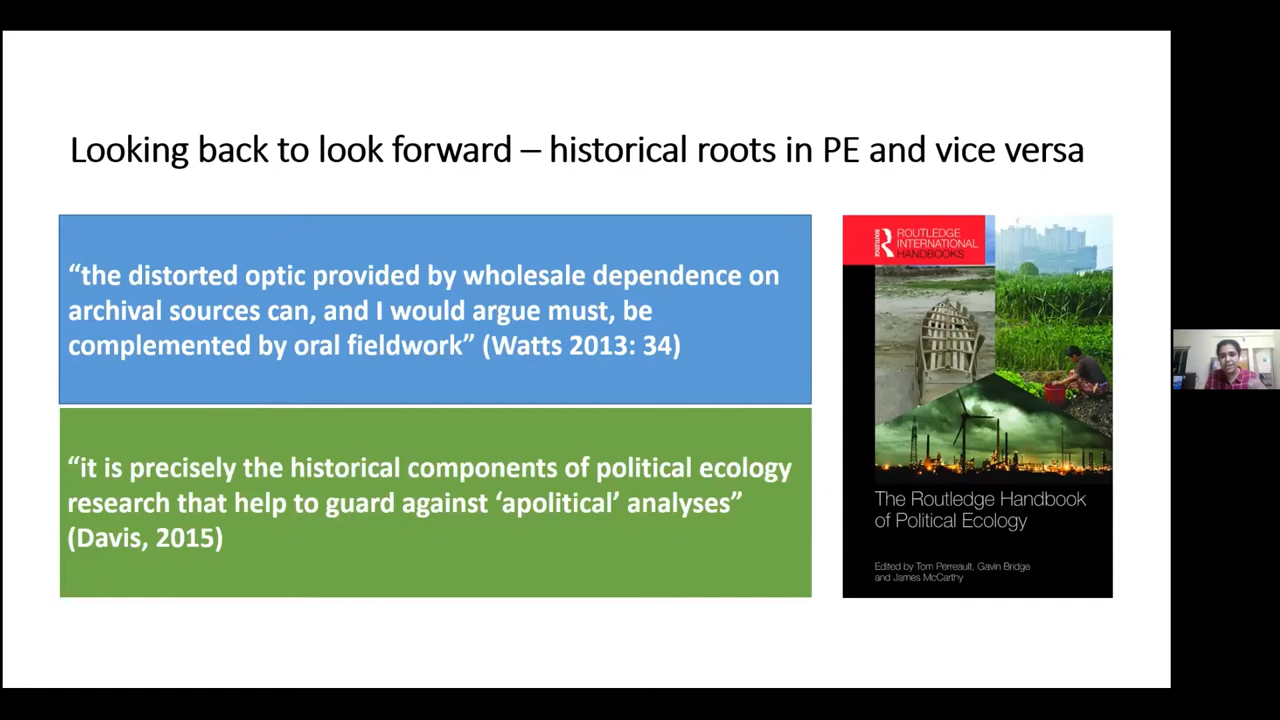 Looking back to look forward – historical roots in PE and vice versa
“the distorted optic provided by wholesale dependence on
archival sources can, and I would argue must, be
complemented by oral fieldwork” (Watts 2013: 34)
“it is precisely the historical components of political ecology
research that help to guard against ‘apolitical’ analyses”
(Davis, 2015)
ROUTLEDGE
ROUTLEDGE
INTERNATIONAL
HANDBOOKS
The Routledge Handbook
of Political Ecology
Edited by Tom Perreault, Gavin Bridge
and James McCarthy